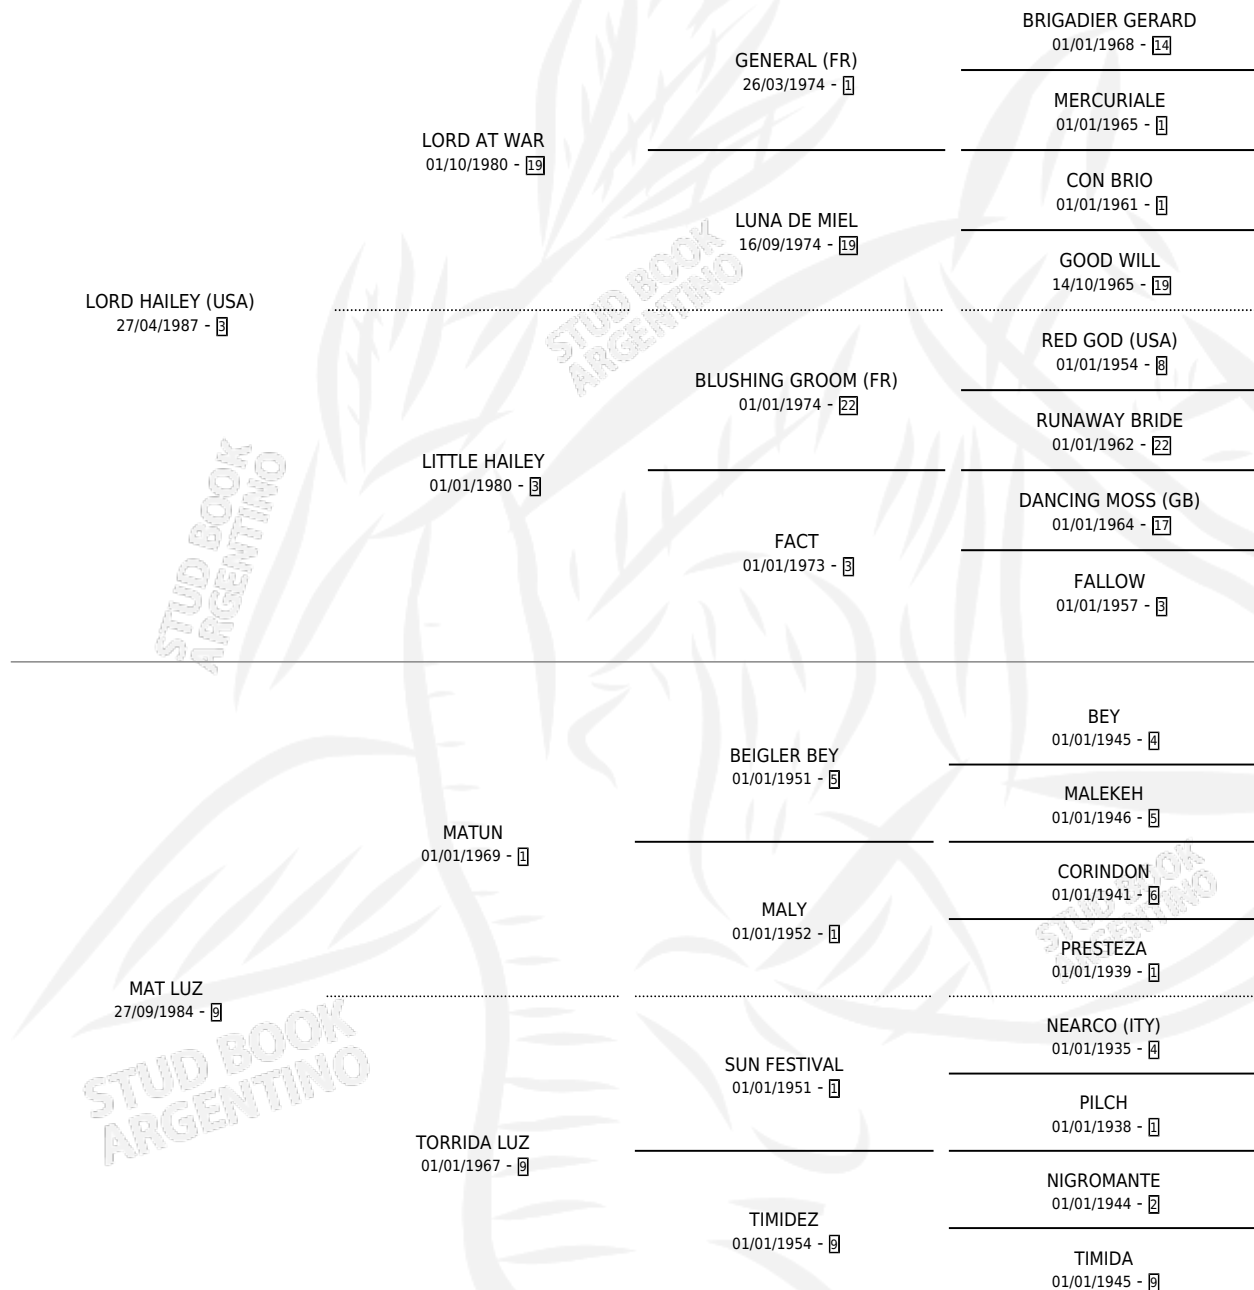 BRIGADIER GERARD
01/01/1968 - 14
GENERAL (FR)
26/03/1974 - 1
MERCURIALE
01/01/1965 - 1
LORD AT WAR
01/10/1980 - 19
CON BRIO
01/01/1961 - 1
LUNA DE MIEL
16/09/1974 - 19
GOOD WILL
14/10/1965 - 19
LORD HAILEY (USA)
27/04/1987 - 3
RED GOD (USA)
01/01/1954 - 8
BLUSHING GROOM (FR)
01/01/1974 - 22
RUNAWAY BRIDE
01/01/1962 - 22
LITTLE HAILEY
01/01/1980 - 3
DANCING MOSS (GB)
01/01/1964 - 17
FACT
01/01/1973 - 3
FALLOW
01/01/1957 - 3
BEY
01/01/1945 - 4
BEIGLER BEY
01/01/1951 - 5
MALEKEH
01/01/1946 - 5
MATUN
01/01/1969 - 1
CORINDON
01/01/1941 - 6
MALY
01/01/1952 - 1
PRESTEZA
01/01/1939 - 1
MAT LUZ
27/09/1984 - 9
NEARCO (ITY)
01/01/1935 - 4
SUN FESTIVAL
01/01/1951 - 1
PILCH
01/01/1938 - 1
TORRIDA LUZ
01/01/1967 - 9
NIGROMANTE
01/01/1944 - 2
TIMIDEZ
01/01/1954 - 9
TIMIDA
01/01/1945 - 9
STUD BOOK
ARGENTINO
STUD BOOK
ARGENTINO
STUD BOOK
ARGENTINO
STUD BOOK
ARGENTINO